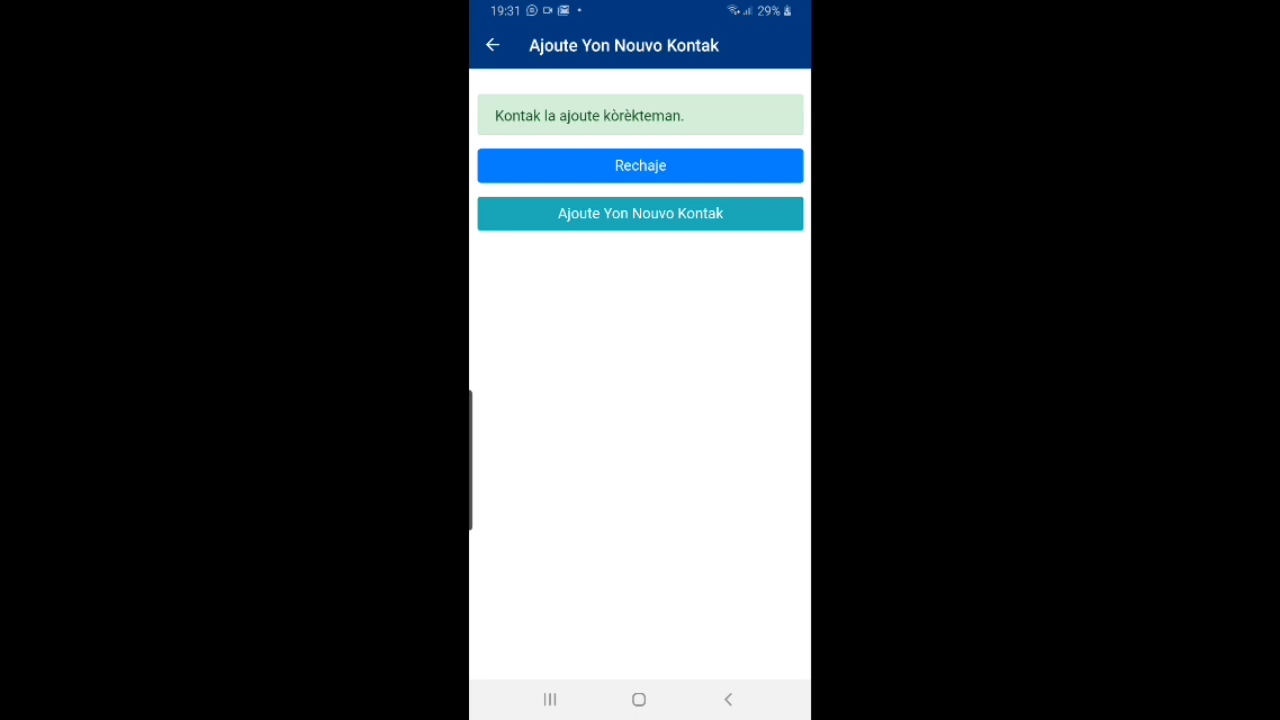 19:31
29%
Ajoute Yon Nouvo Kontak
Kontak la ajoute kòrèkteman.
Rechaje
Ajoute Yon Nouvo Kontak